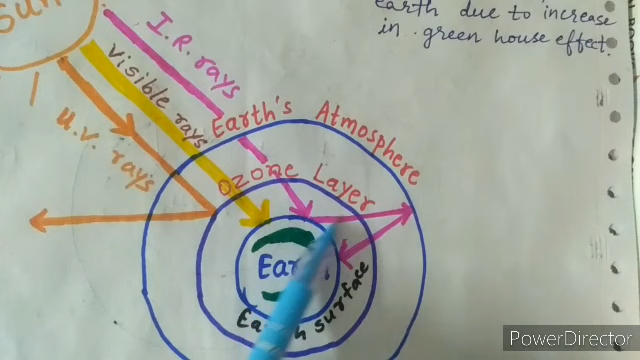 Sun
earth due to increase
in green house effect.
I.R. rays
Visible rays
U.V. rays
Earth's Atmosphere
Ozone Layer
Earth surface
PowerDirector